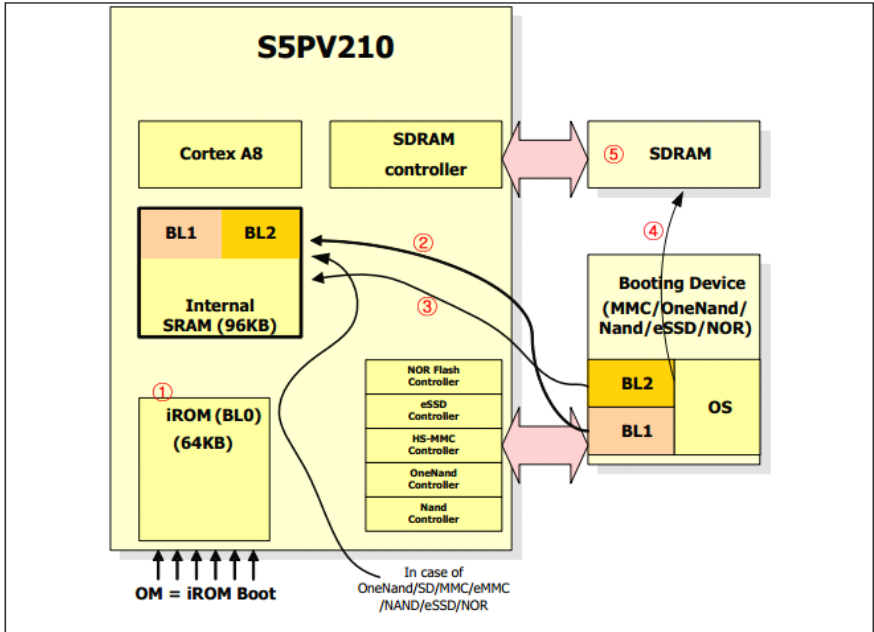 S5PV210
Cortex A8
SDRAM
controller
⑤
SDRAM
BL1
BL2
②
④
Internal
SRAM (96KB)
③
Booting Device
(MMC/OneNand/
Nand/eSSD/NOR)
①
iROM (BL0)
(64KB)
NOR Flash
Controller
eSSD
Controller
HS-MMC
Controller
OneNand
Controller
Nand
Controller
BL2
BL1
OS
OM = iROM Boot
In case of
OneNand/SD/MMC/eMMC
/NAND/eSSD/NOR